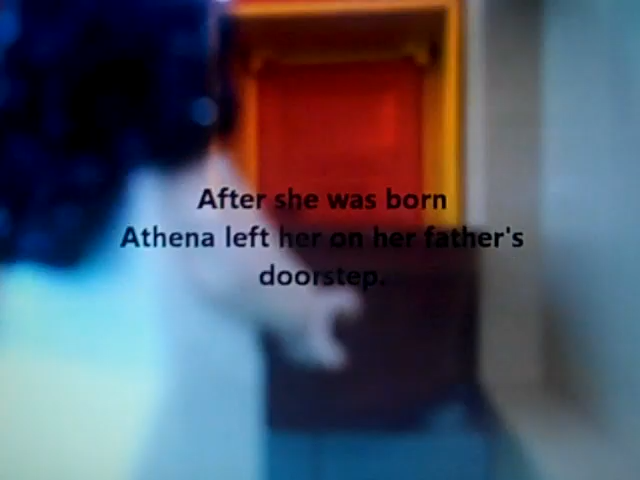 After she was born
Athena left her on her father's
doorstep.